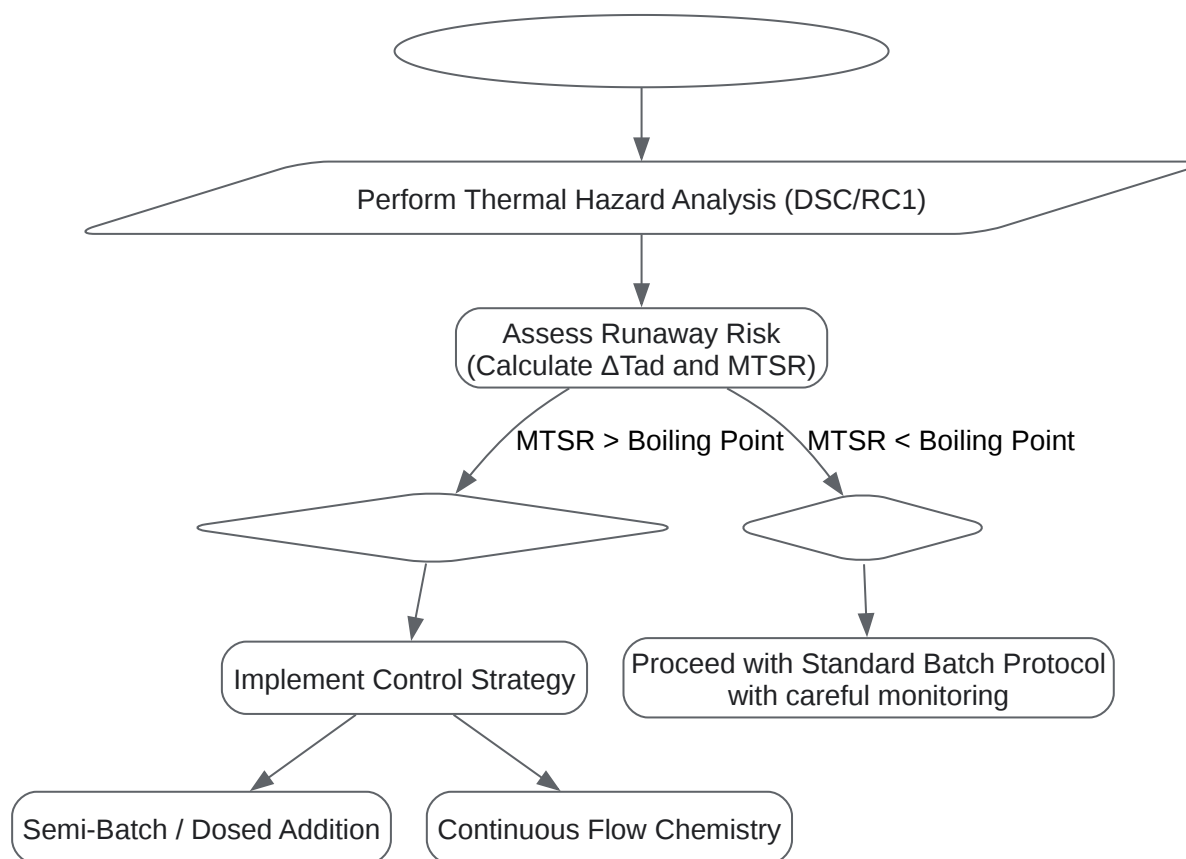 Perform Thermal Hazard Analysis (DSC/RC1)
Assess Runaway Risk
(Calculate ΔTad and MTSR)
MTSR > Boiling Point
MTSR < Boiling Point
Implement Control Strategy
Proceed with Standard Batch Protocol
with careful monitoring
Semi-Batch / Dosed Addition
Continuous Flow Chemistry